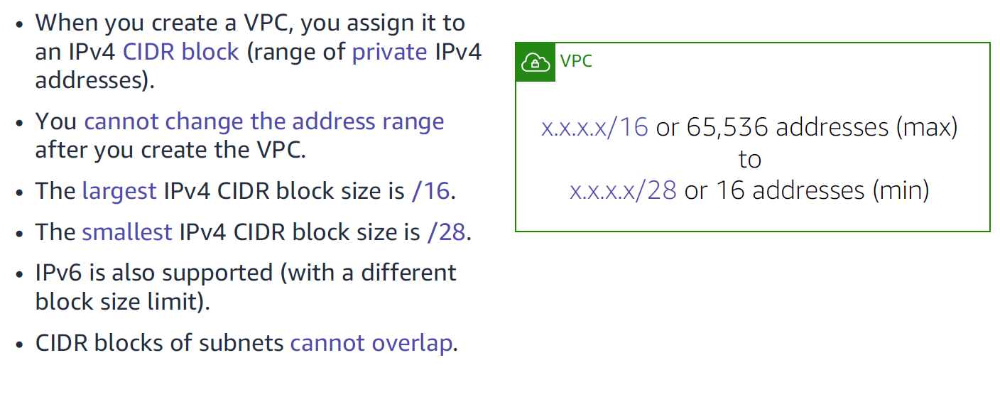 • When you create a VPC, you assign it to
an IPv4 CIDR block (range of private IPv4
addresses).
• You cannot change the address range
after you create the VPC.
• The largest IPv4 CIDR block size is /16.
• The smallest IPv4 CIDR block size is /28.
• IPv6 is also supported (with a different
block size limit).
• CIDR blocks of subnets cannot overlap.
VPC
x.x.x.x/16 or 65,536 addresses (max)
to
x.x.x.x/28 or 16 addresses (min)